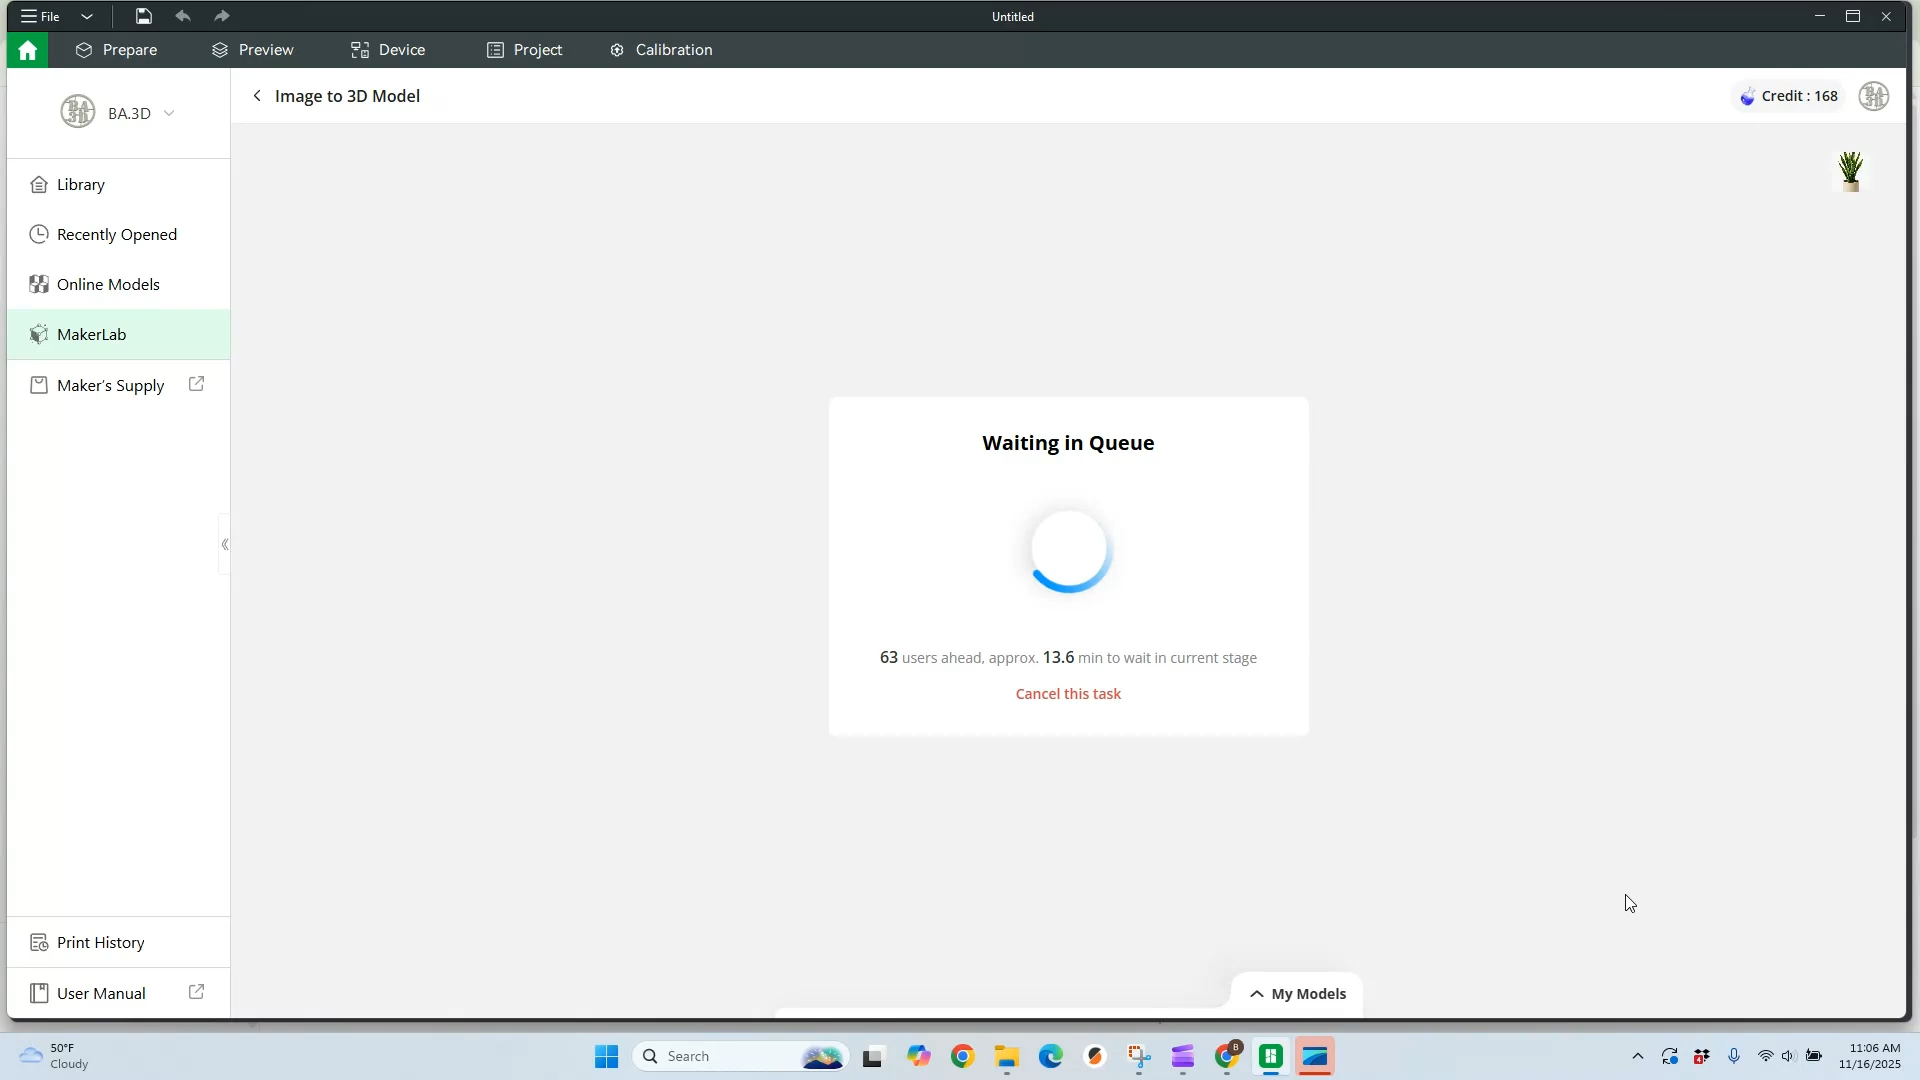 File
Untitled
Prepare
Preview
Device
Project
Calibration
BA.3D
Image to 3D Model
Credit : 168
Library
Recently Opened
Online Models
MakerLab
Maker's Supply
Waiting in Queue
63 users ahead, approx. 13.6 min to wait in current stage
Cancel this task
Print History
User Manual
My Models
50°F
Cloudy
Search
B
11:06 AM
11/16/2025